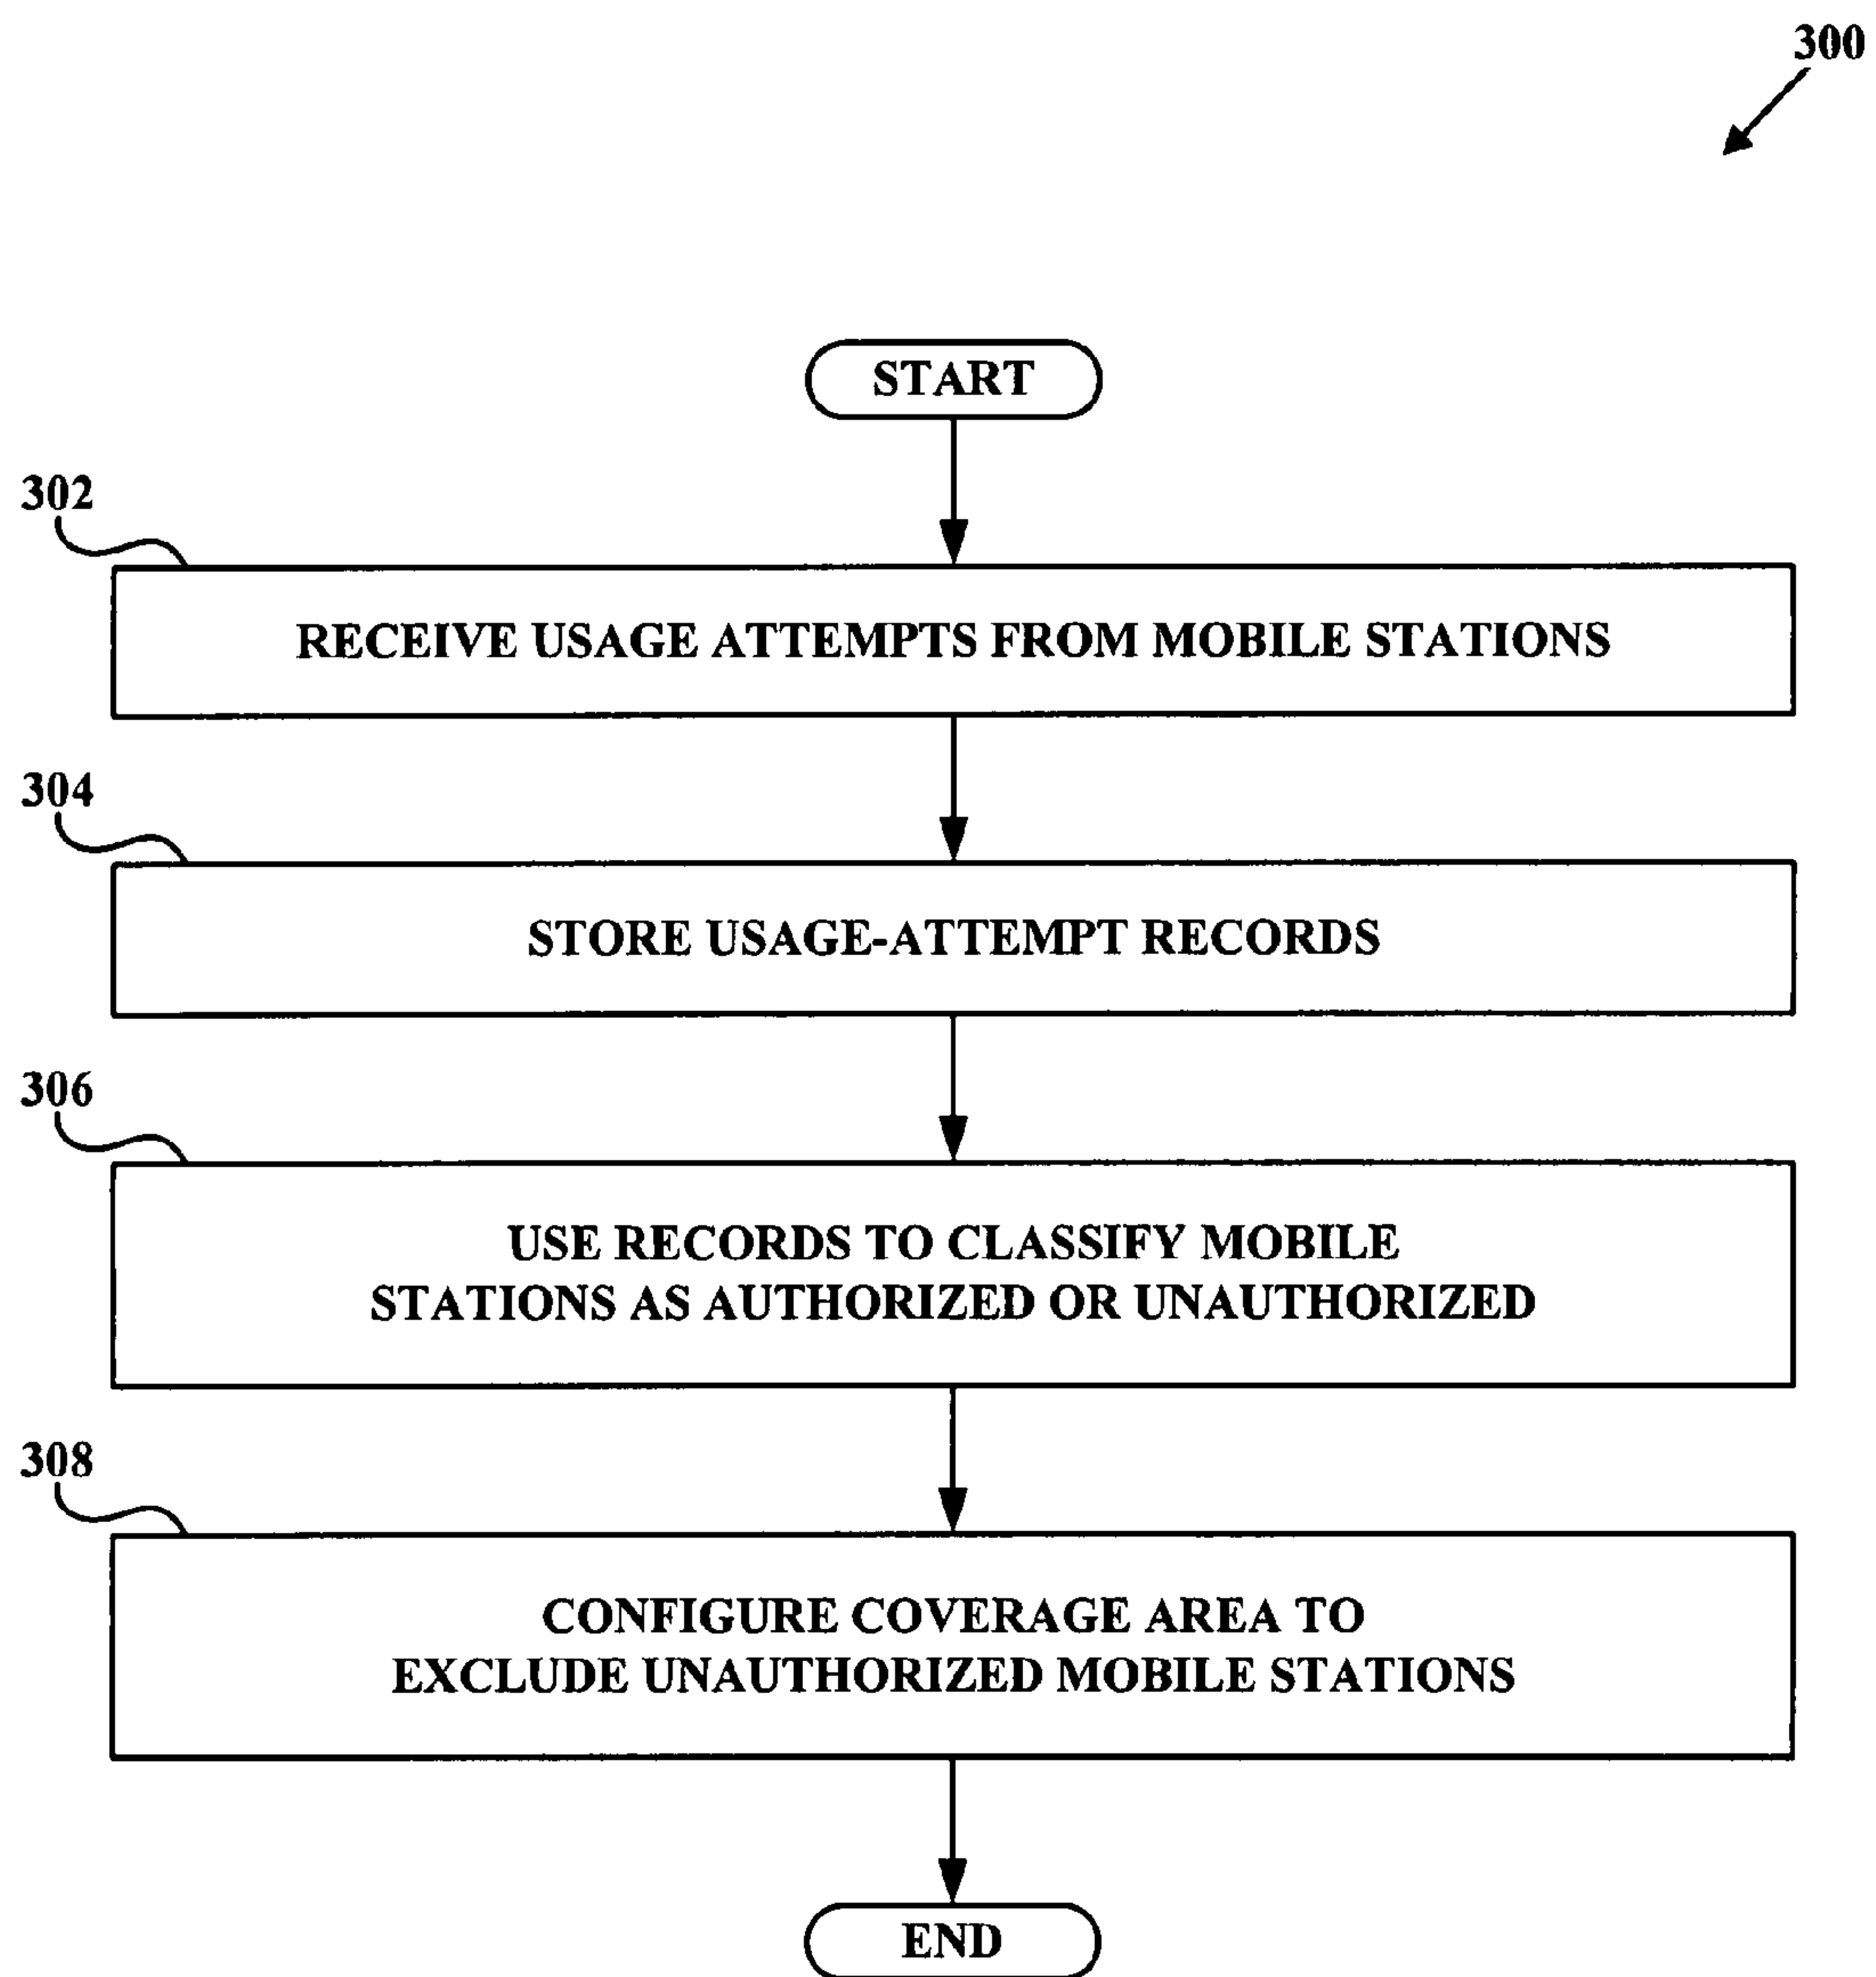 300
START
302
RECEIVE USAGE ATTEMPTS FROM MOBILE STATIONS
304
STORE USAGE-ATTEMPT RECORDS
306
USE RECORDS TO CLASSIFY MOBILE
STATIONS AS AUTHORIZED OR UNAUTHORIZED
308
CONFIGURE COVERAGE AREA TO
EXCLUDE UNAUTHORIZED MOBILE STATIONS
END